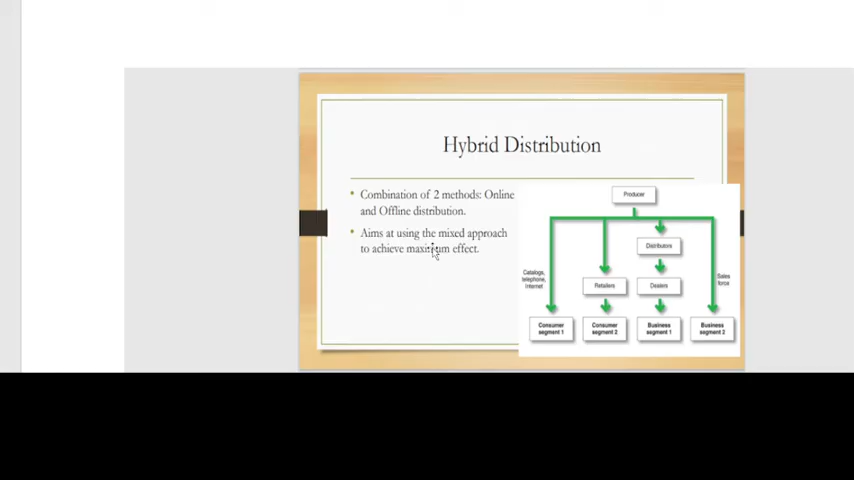 Hybrid Distribution
Combination of 2 methods: Online
and Offline distribution.
Aims at using the mixed approach
to achieve maximum effect.
Producer
Distributors
Catalogs,
telephone,
Internet
Sales
force
Retailers
Dealers
Consumer
segment 1
Consumer
segment 2
Business
segment 1
Business
segment 2